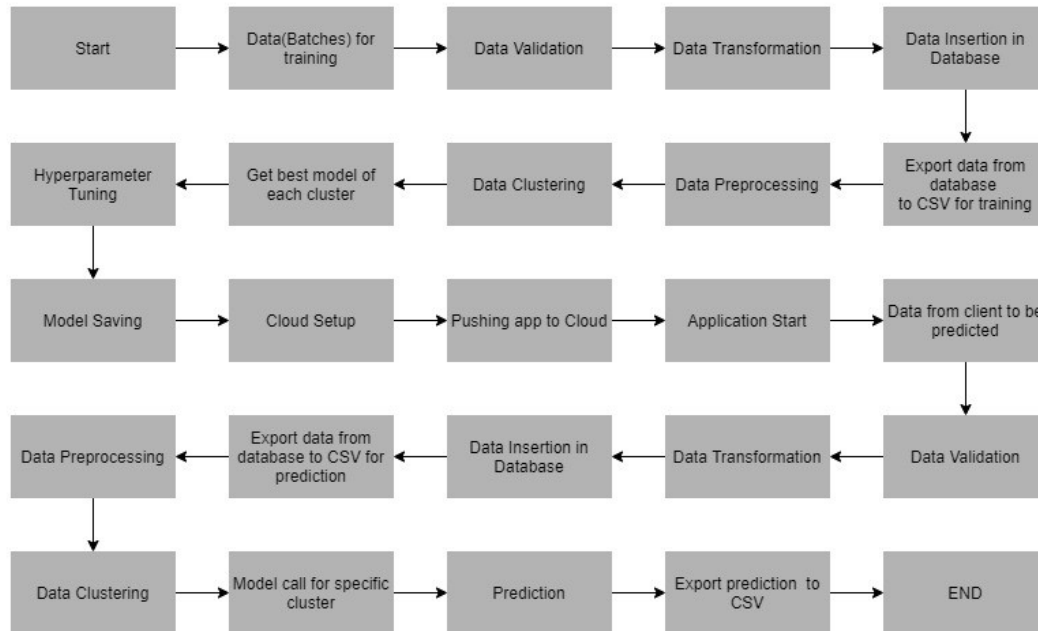 Start
Data(Batches) for
training
Data Validation
Data Transformation
Data Insertion in
Database
Export data from
database
to CSV for training
Data Preprocessing
Data Clustering
Get best model of
each cluster
Hyperparameter
Tuning
Model Saving
Cloud Setup
Pushing app to Cloud
Application Start
Data from client to be
predicted
Data Validation
Data Transformation
Data Insertion in
Database
Export data from
database to CSV for
prediction
Data Preprocessing
Data Clustering
Model call for specific
cluster
Prediction
Export prediction to
CSV
END